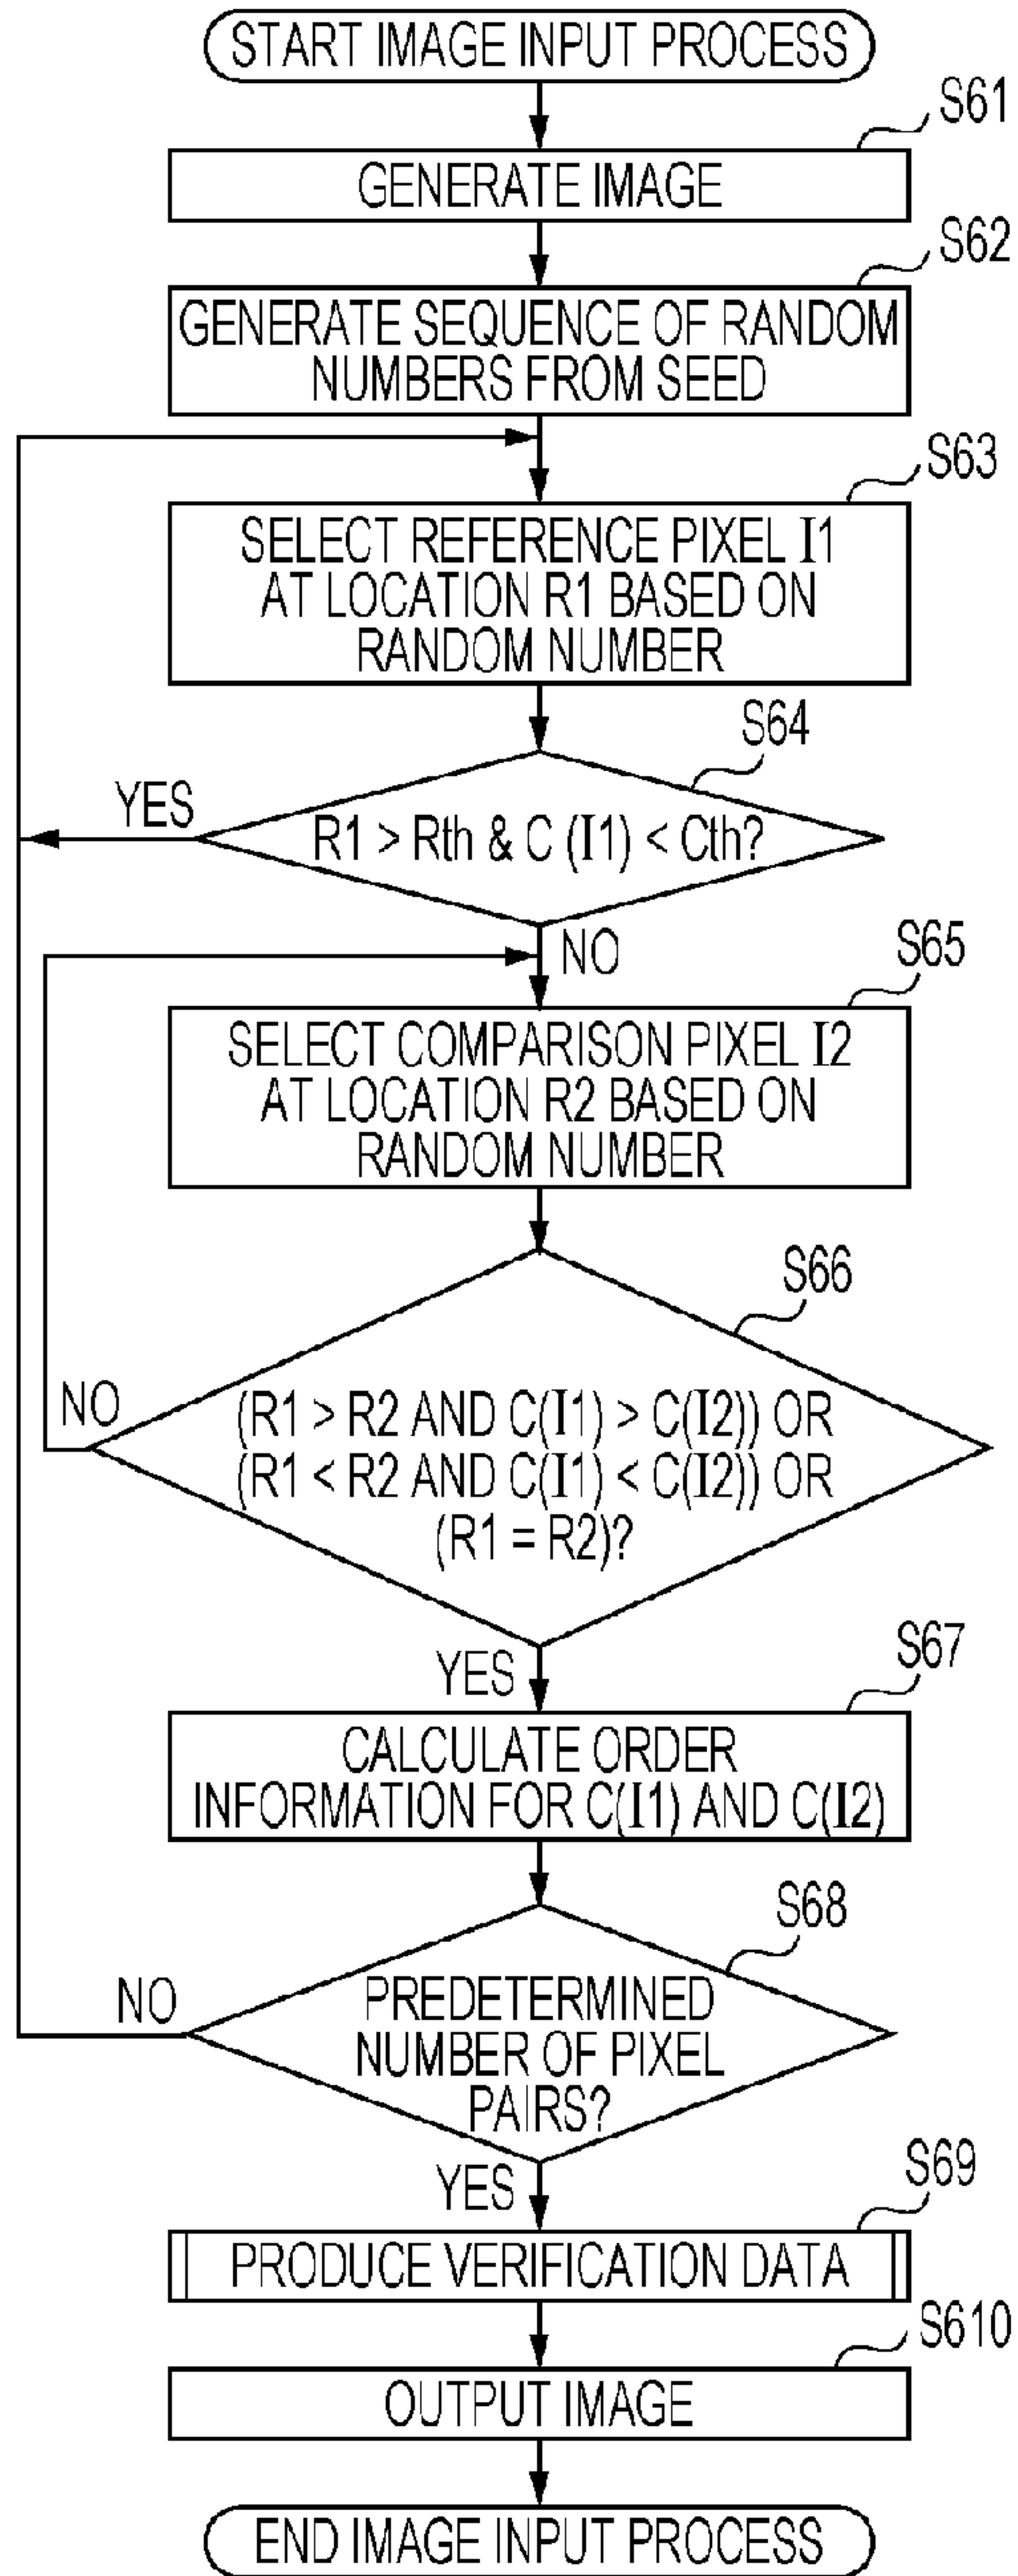 START IMAGE INPUT PROCESS
S61
GENERATE IMAGE
S62
GENERATE SEQUENCE OF RANDOM
NUMBERS FROM SEED
S63
SELECT REFERENCE PIXEL I1
AT LOCATION R1 BASED ON
RANDOM NUMBER
S64
YES
R1 > Rth & C (I1) < Cth?
NO
S65
SELECT COMPARISON PIXEL I2
AT LOCATION R2 BASED ON
RANDOM NUMBER
S66
NO
(R1 > R2 AND C(I1) > C(I2)) OR
(R1 < R2 AND C(I1) < C(I2)) OR
(R1 = R2)?
YES
S67
CALCULATE ORDER
INFORMATION FOR C(I1) AND C(I2)
S68
NO
PREDETERMINED
NUMBER OF PIXEL
PAIRS?
YES
S69
PRODUCE VERIFICATION DATA
S610
OUTPUT IMAGE
END IMAGE INPUT PROCESS